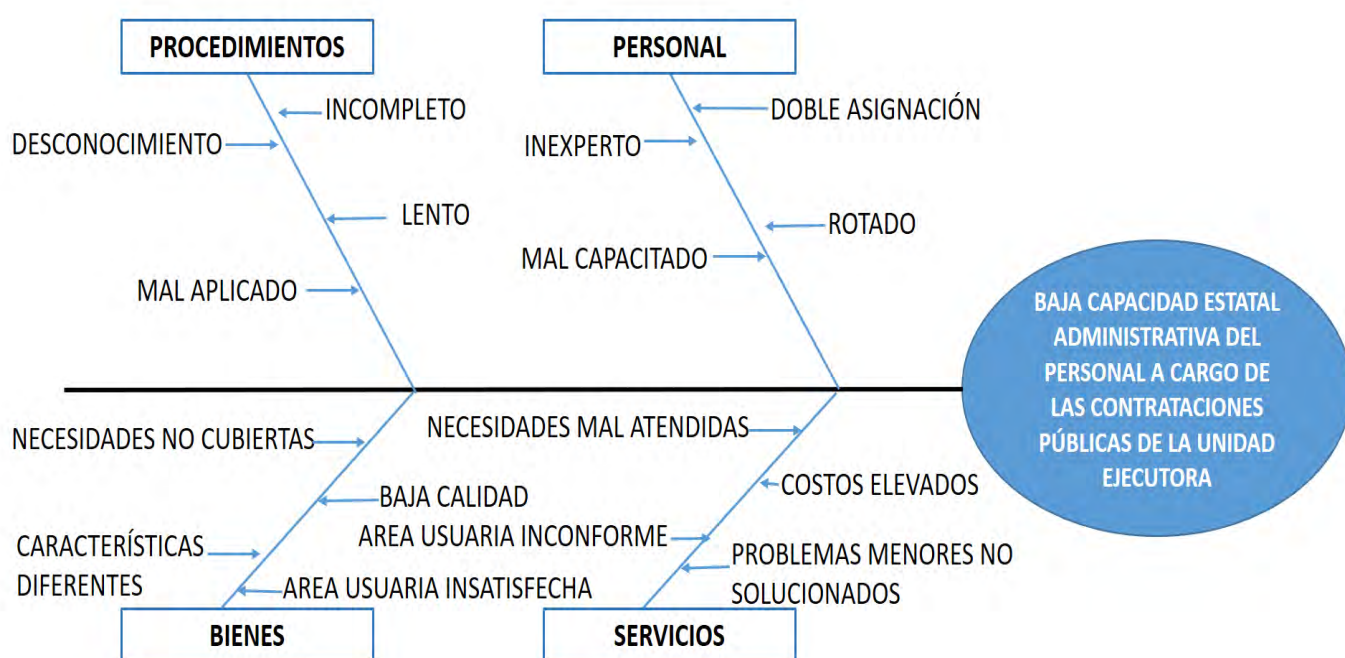 PROCEDIMIENTOS
PERSONAL
INCOMPLETO
DESCONOCIMIENTO
LENTO
MAL APLICADO
DOBLE ASIGNACIÓN
INEXPERTO
ROTADO
MAL CAPACITADO
BAJA CAPACIDAD ESTATAL
ADMINISTRATIVA DEL
PERSONAL A CARGO DE
LAS CONTRATACIONES
PÚBLICAS DE LA UNIDAD
EJECUTORA
NECESIDADES NO CUBIERTAS
BAJA CALIDAD
CARACTERÍSTICAS
DIFERENTES
AREA USUARIA INSATISFECHA
BIENES
NECESIDADES MAL ATENDIDAS
COSTOS ELEVADOS
AREA USUARIA INCONFORME
PROBLEMAS MENORES NO
SOLUCIONADOS
SERVICIOS